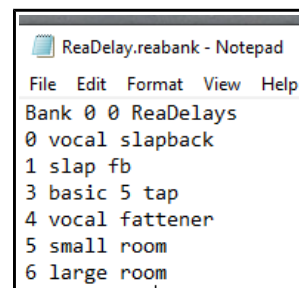 ReaDelay.reabank - Notepad
File Edit Format View Help
Bank 0 0 ReaDelays
0 vocal slapback
1 slap fb
3 basic 5 tap
4 vocal fattener
5 small room
6 large room